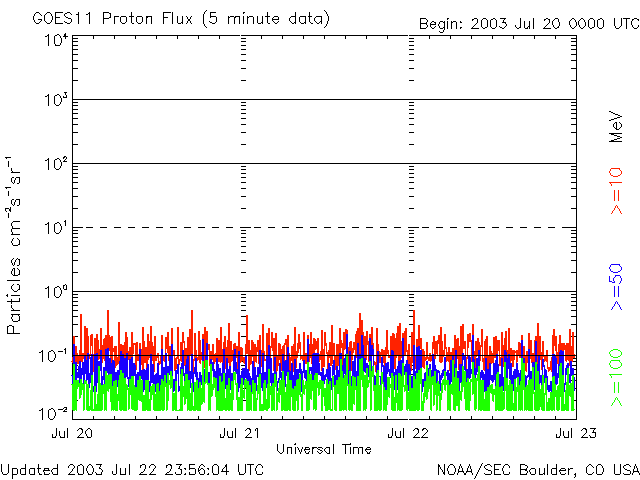 GOES11 Proton Flux (5 minute data)
Begin: 2003 Jul 20 0000 UTC
Particles cm⁻²s⁻¹sr⁻¹
10⁴
10³
10²
10¹
10⁰
10⁻¹
10⁻²
Jul 20
Jul 21
Jul 22
Jul 23
Universal Time
MeV
>=10
>=50
>=100
Updated 2003 Jul 22 23:56:04 UTC
NOAA/SEC Boulder, CO USA